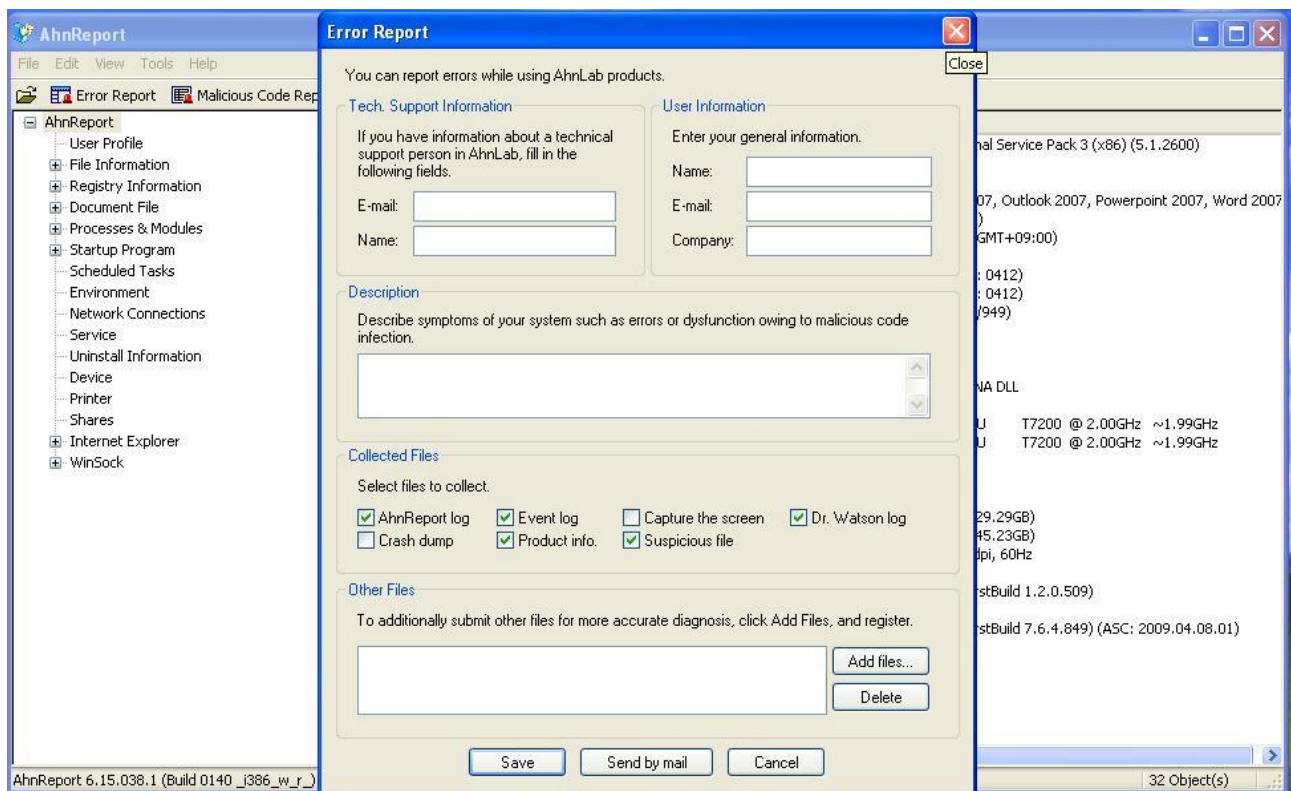 AhnReport
File Edit View Tools Help
Error Report Malicious Code Rep
AhnReport
User Profile
File Information
Registry Information
Document File
Processes & Modules
Startup Program
Scheduled Tasks
Environment
Network Connections
Service
Uninstall Information
Device
Printer
Shares
Internet Explorer
WinSock
Error Report
Close
You can report errors while using AhnLab products.
Tech. Support Information
If you have information about a technical
support person in AhnLab, fill in the
following fields.
E-mail:
Name:
User Information
Enter your general information.
Name:
E-mail:
Company:
Description
Describe symptoms of your system such as errors or dysfunction owing to malicious code
infection.
Collected Files
Select files to collect.
AhnReport log Event log Capture the screen Dr. Watson log
Crash dump Product info. Suspicious file
Other Files
To additionally submit other files for more accurate diagnosis, click Add Files, and register.
Add files...
Delete
Save Send by mail Cancel
nal Service Pack 3 (x86) (5.1.2600)
07, Outlook 2007, Powerpoint 2007, Word 2007
)
GMT+09:00)
: 0412)
: 0412)
/949)
NA DLL
U T7200 @ 2.00GHz ~1.99GHz
U T7200 @ 2.00GHz ~1.99GHz
29.29GB)
45.23GB)
dpi, 60Hz
rstBuild 1.2.0.509)
rstBuild 7.6.4.849) (ASC: 2009.04.08.01)
AhnReport 6.15.038.1 (Build 0140 _i386_w_r_)
32 Object(s)